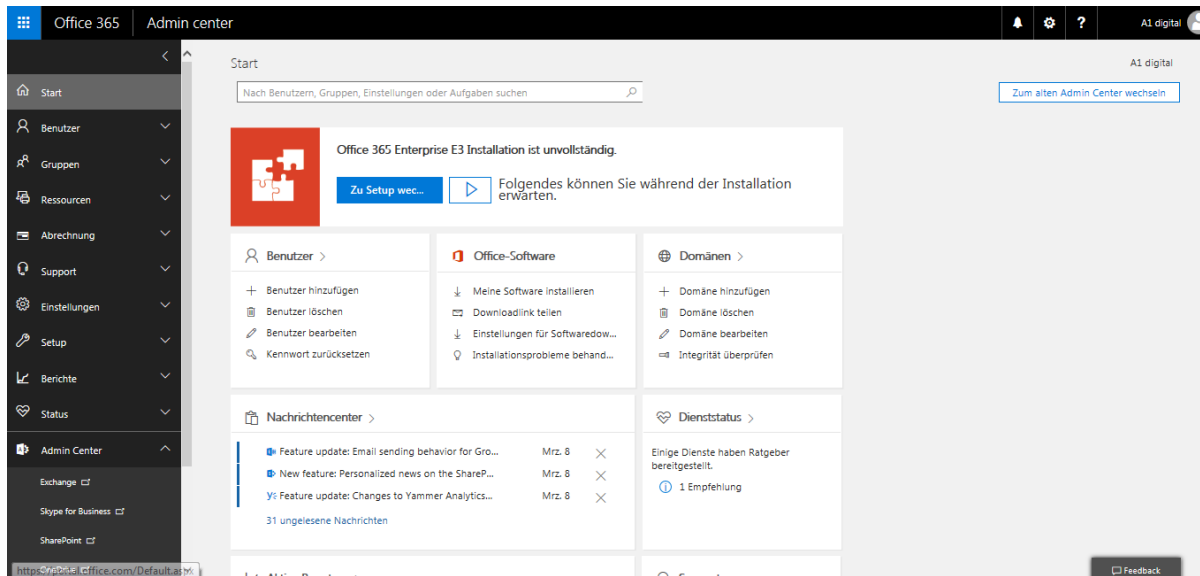 Office 365
Admin center
?
A1 digital
Start
Benutzer
Gruppen
Ressourcen
Abrechnung
Support
Einstellungen
Setup
Berichte
Status
Admin Center
Exchange
Skype for Business
SharePoint
Start
A1 digital
Nach Benutzern, Gruppen, Einstellungen oder Aufgaben suchen
Zum alten Admin Center wechseln
Office 365 Enterprise E3 Installation ist unvollständig.
Zu Setup wec...
Folgendes können Sie während der Installation
erwarten.
Benutzer
Benutzer hinzufügen
Benutzer löschen
Benutzer bearbeiten
Kennwort zurücksetzen
Office-Software
Meine Software installieren
Downloadlink teilen
Einstellungen für Softwaredow...
Installationsprobleme behand...
Domänen
Domäne hinzufügen
Domäne löschen
Domäne bearbeiten
Integrität überprüfen
Nachrichtencenter
Feature update: Email sending behavior for Gro... Mrz. 8
New feature: Personalized news on the ShareP... Mrz. 8
Feature update: Changes to Yammer Analytics... Mrz. 8
31 ungelesene Nachrichten
Dienststatus
Einige Dienste haben Ratgeber
bereitgestellt.
1 Empfehlung
Feedback